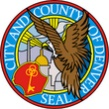 CITY AND COUNTY OF DENVER
SEAL